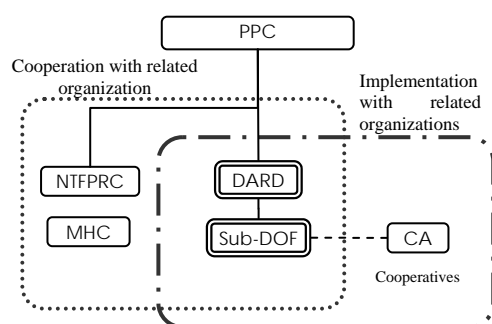 PPC
Cooperation with related
organization
Implementation
with related
organizations
NTFPRC
DARD
MHC
Sub-DOF
CA
Cooperatives